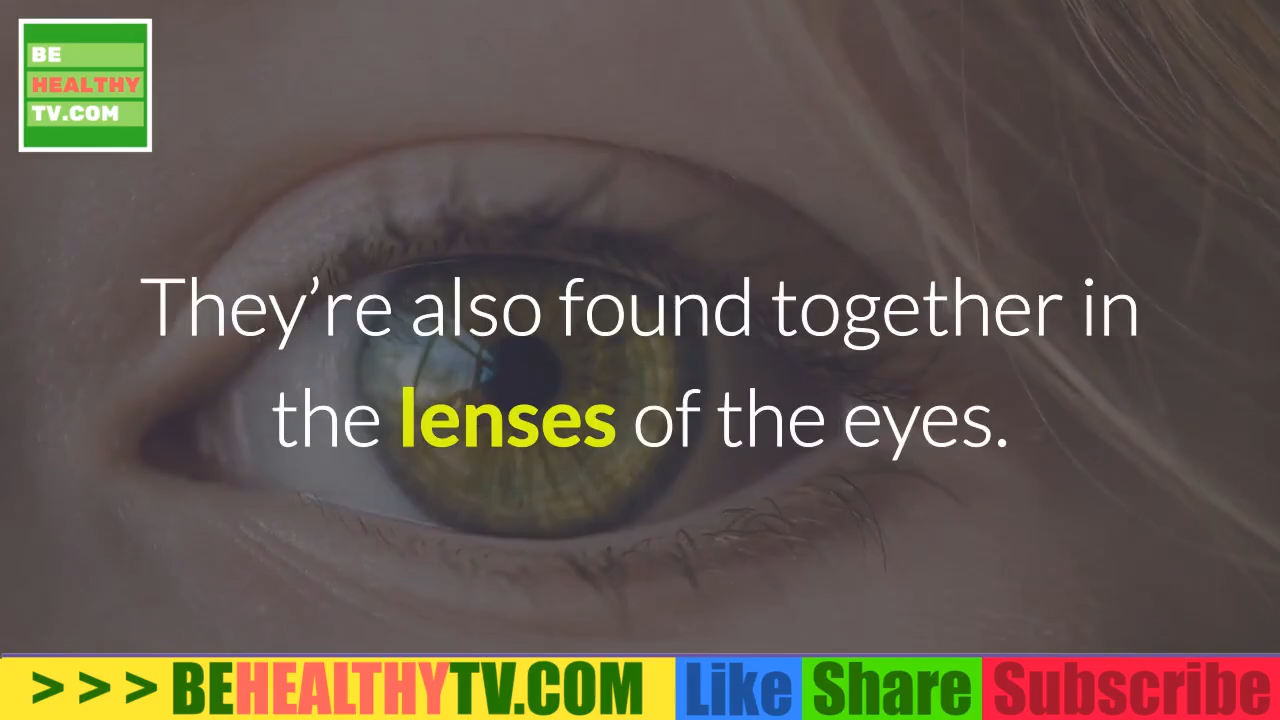 BE
HEALTHY
TV.COM
They’re also found together in
the lenses of the eyes.
> > > BEHEALTHYTV.COM Like Share Subscribe